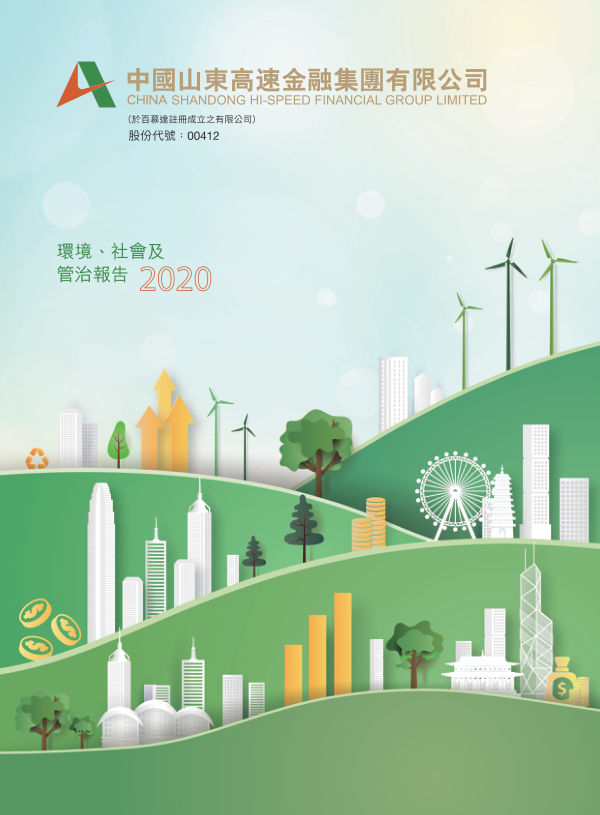 中國山東高速金融集團有限公司
CHINA SHANDONG HI-SPEED FINANCIAL GROUP LIMITED
(於百慕達註冊成立之有限公司)
股份代號：00412
環境、社會及
管治報告 2020